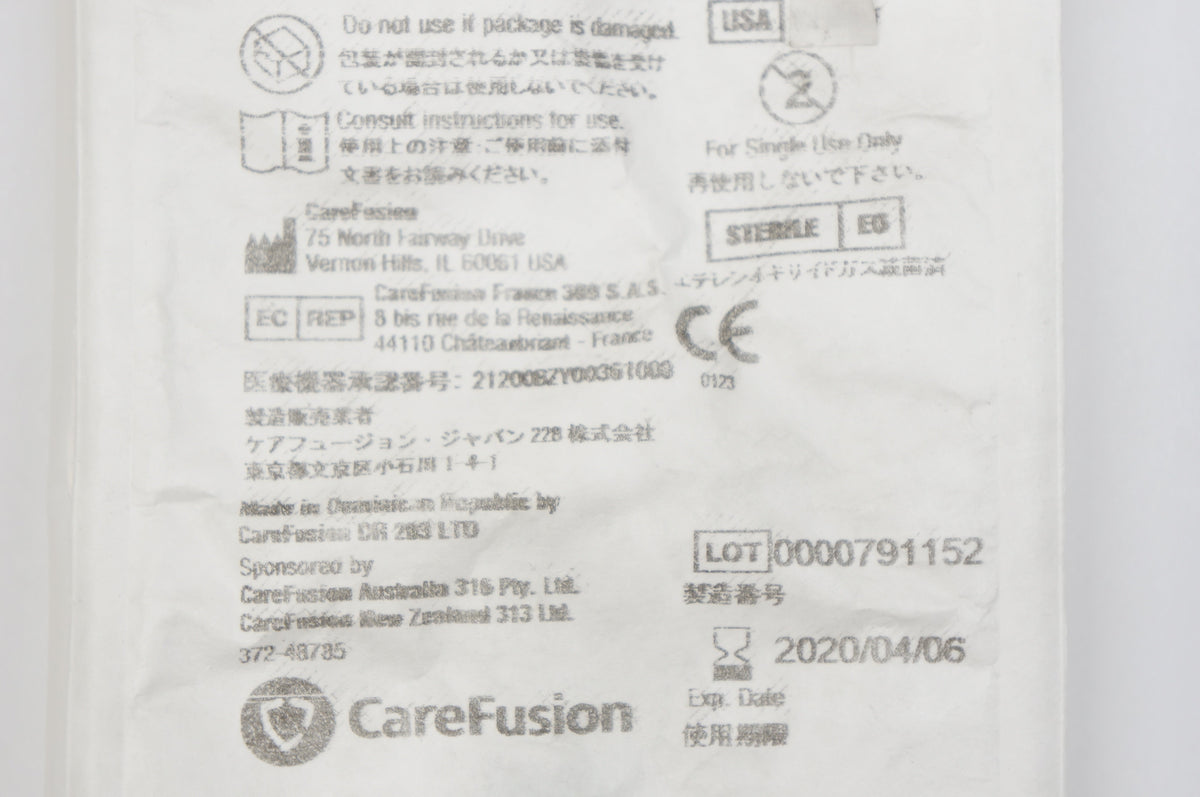 Do not use if package is damaged.
包装が開封されるか又は損傷を受け
ている場合は使用しないでください。
Consult instructions for use.
使用上の注意 ご使用前に添付
文書をお読みください。
CareFusion
75 North Fairway Drive
Vernon Hills, IL 60061 USA
EC REP
CareFusion France 309 S.A.S.
8 bis rue de la Renaissance
44110 Châteaubriant - France
医療機器承認番号: 21200BZY00361000
製造販売業者
ケアフュージョン・ジャパン 228 株式会社
東京都文京区小石川 1-4-1
Made in Dominican Republic by
CareFusion DR 203 LTD
Sponsored by
CareFusion Australia 316 Pty. Ltd.
CareFusion New Zealand 313 Ltd.
372-48785
CareFusion
USA
2
For Single Use Only
再使用しないで下さい。
STERILE EO
エチレンオキサイドガス滅菌済
CE
0123
LOT 0000791152
製造番号
2020/04/06
Exp. Date
使用期限